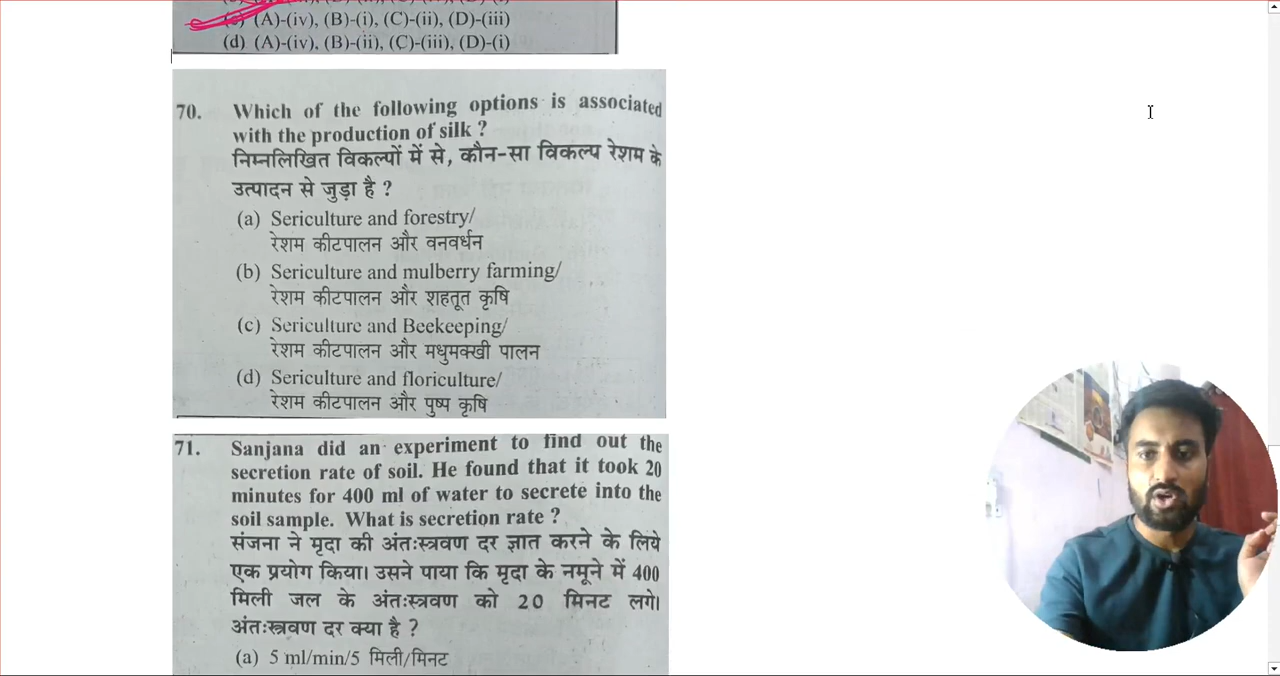 (c) (A)-(iv), (B)-(i), (C)-(ii), (D)-(iii)
(d) (A)-(iv), (B)-(ii), (C)-(iii), (D)-(i)
70. Which of the following options is associated
with the production of silk ?
निम्नलिखित विकल्पों में से, कौन-सा विकल्प रेशम के
उत्पादन से जुड़ा है ?
(a) Sericulture and forestry/
रेशम कीटपालन और वनवर्धन
(b) Sericulture and mulberry farming/
रेशम कीटपालन और शहतूत कृषि
(c) Sericulture and Beekeeping/
रेशम कीटपालन और मधुमक्खी पालन
(d) Sericulture and floriculture/
रेशम कीटपालन और पुष्प कृषि
71. Sanjana did an experiment to find out the
secretion rate of soil. He found that it took 20
minutes for 400 ml of water to secrete into the
soil sample. What is secretion rate ?
संजना ने मृदा की अंतःस्त्रवण दर ज्ञात करने के लिये
एक प्रयोग किया। उसने पाया कि मृदा के नमूने में 400
मिली जल के अंतःस्त्रवण को 20 मिनट लगे।
अंतःस्त्रवण दर क्या है ?
(a) 5 ml/min/5 मिली/मिनट